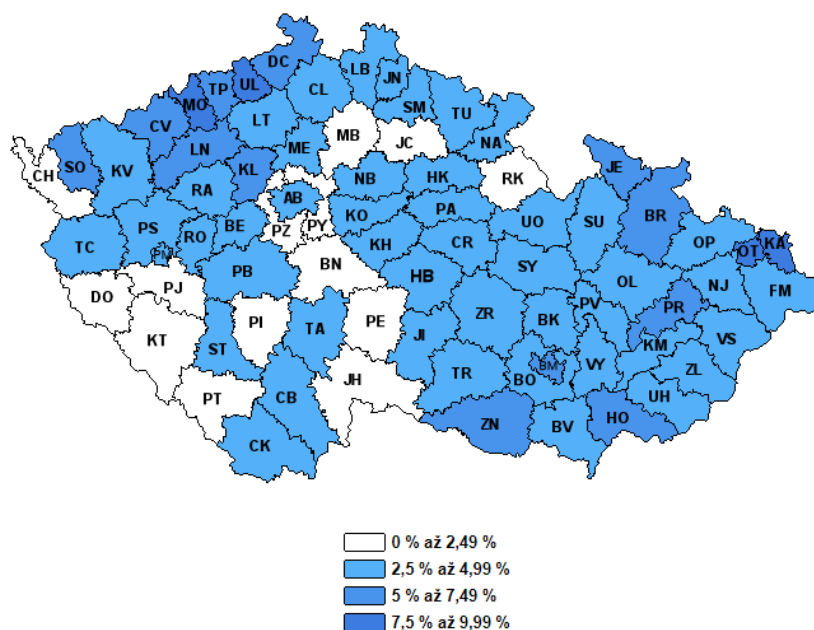 DC
LB
JN
UL
TP
MO
CL
SM
TU
CV
LT
MB
JC
NA
LN
ME
SO
KL
KV
CH
RA
NB
HK
RK
JE
AB
KO
PA
BR
PS
RO
BE
PZ
PY
UO
SU
TC
PM
KH
CR
OP
OT
KA
PB
BN
HB
SY
OL
NJ
FM
DO
PJ
PI
TA
PE
ZR
BK
PV
PR
KT
ST
JI
KM
VS
BM
VY
ZL
PT
CB
JH
TR
BO
UH
CK
ZN
BV
HO
0 % až 2,49 %
2,5 % až 4,99 %
5 % až 7,49 %
7,5 % až 9,99 %